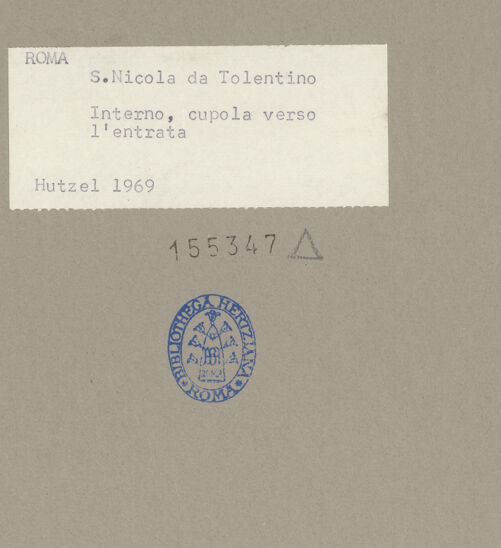 ROMA
S.Nicola da Tolentino
Interno, cupola verso
l'entrata
Hutzel 1969
155347
BIBLIOTHECA HERTZIANA
ROMA